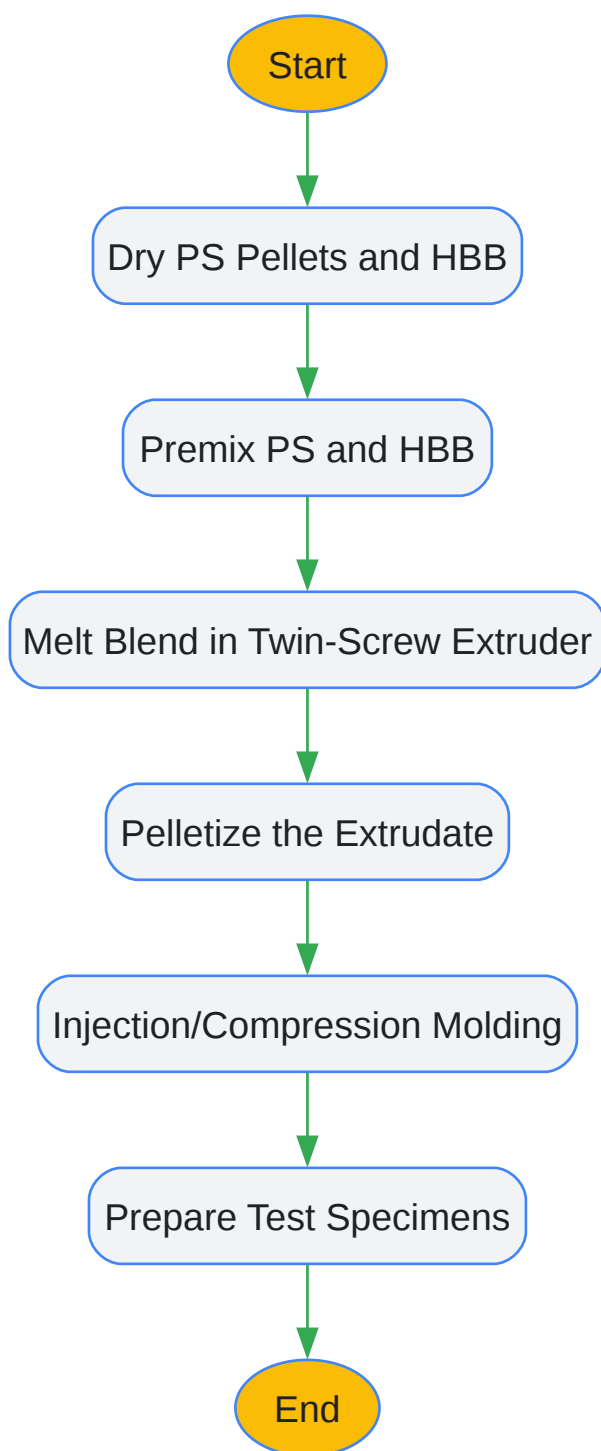 Start
Dry PS Pellets and HBB
Premix PS and HBB
Melt Blend in Twin-Screw Extruder
Pelletize the Extrudate
Injection/Compression Molding
Prepare Test Specimens
End